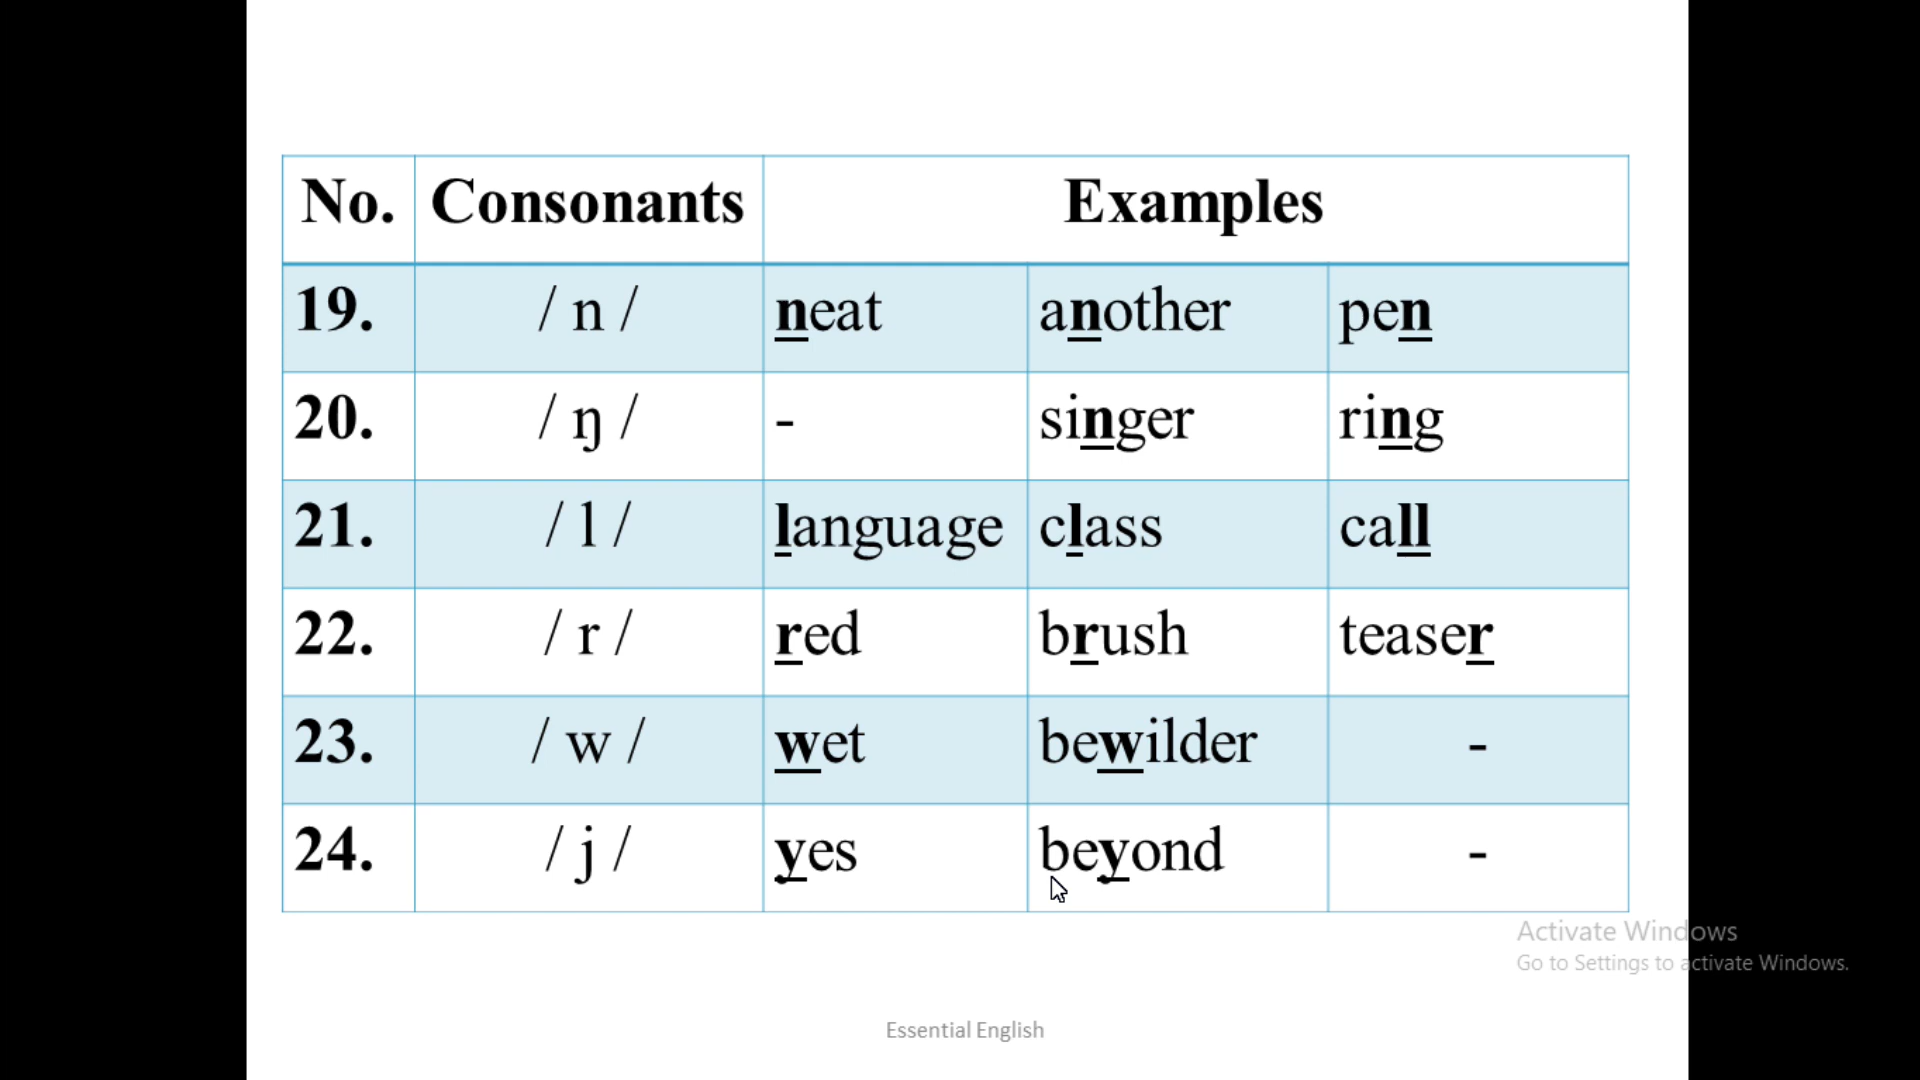 No. Consonants Examples
19. / n / neat another pen
20. / ŋ / - singer ring
21. / l / language class call
22. / r / red brush teaser
23. / w / wet bewilder -
24. / j / yes beyond -
Activate Windows
Go to Settings to activate Windows.
Essential English